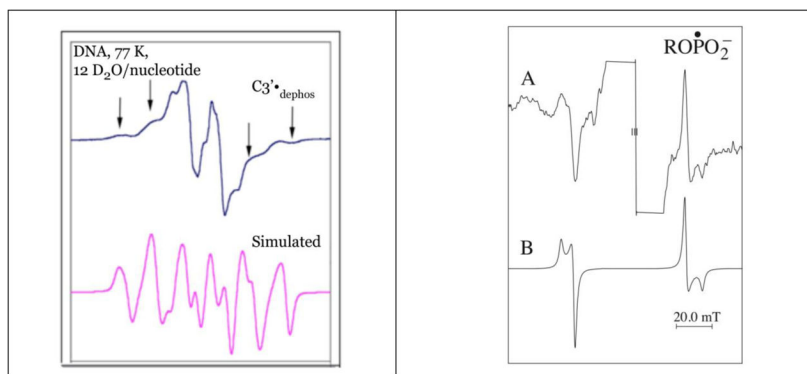 DNA, 77 K,
12 D₂O/nucleotide
C3'•dephos
Simulated
ROṖO₂⁻
A
B
20.0 mT